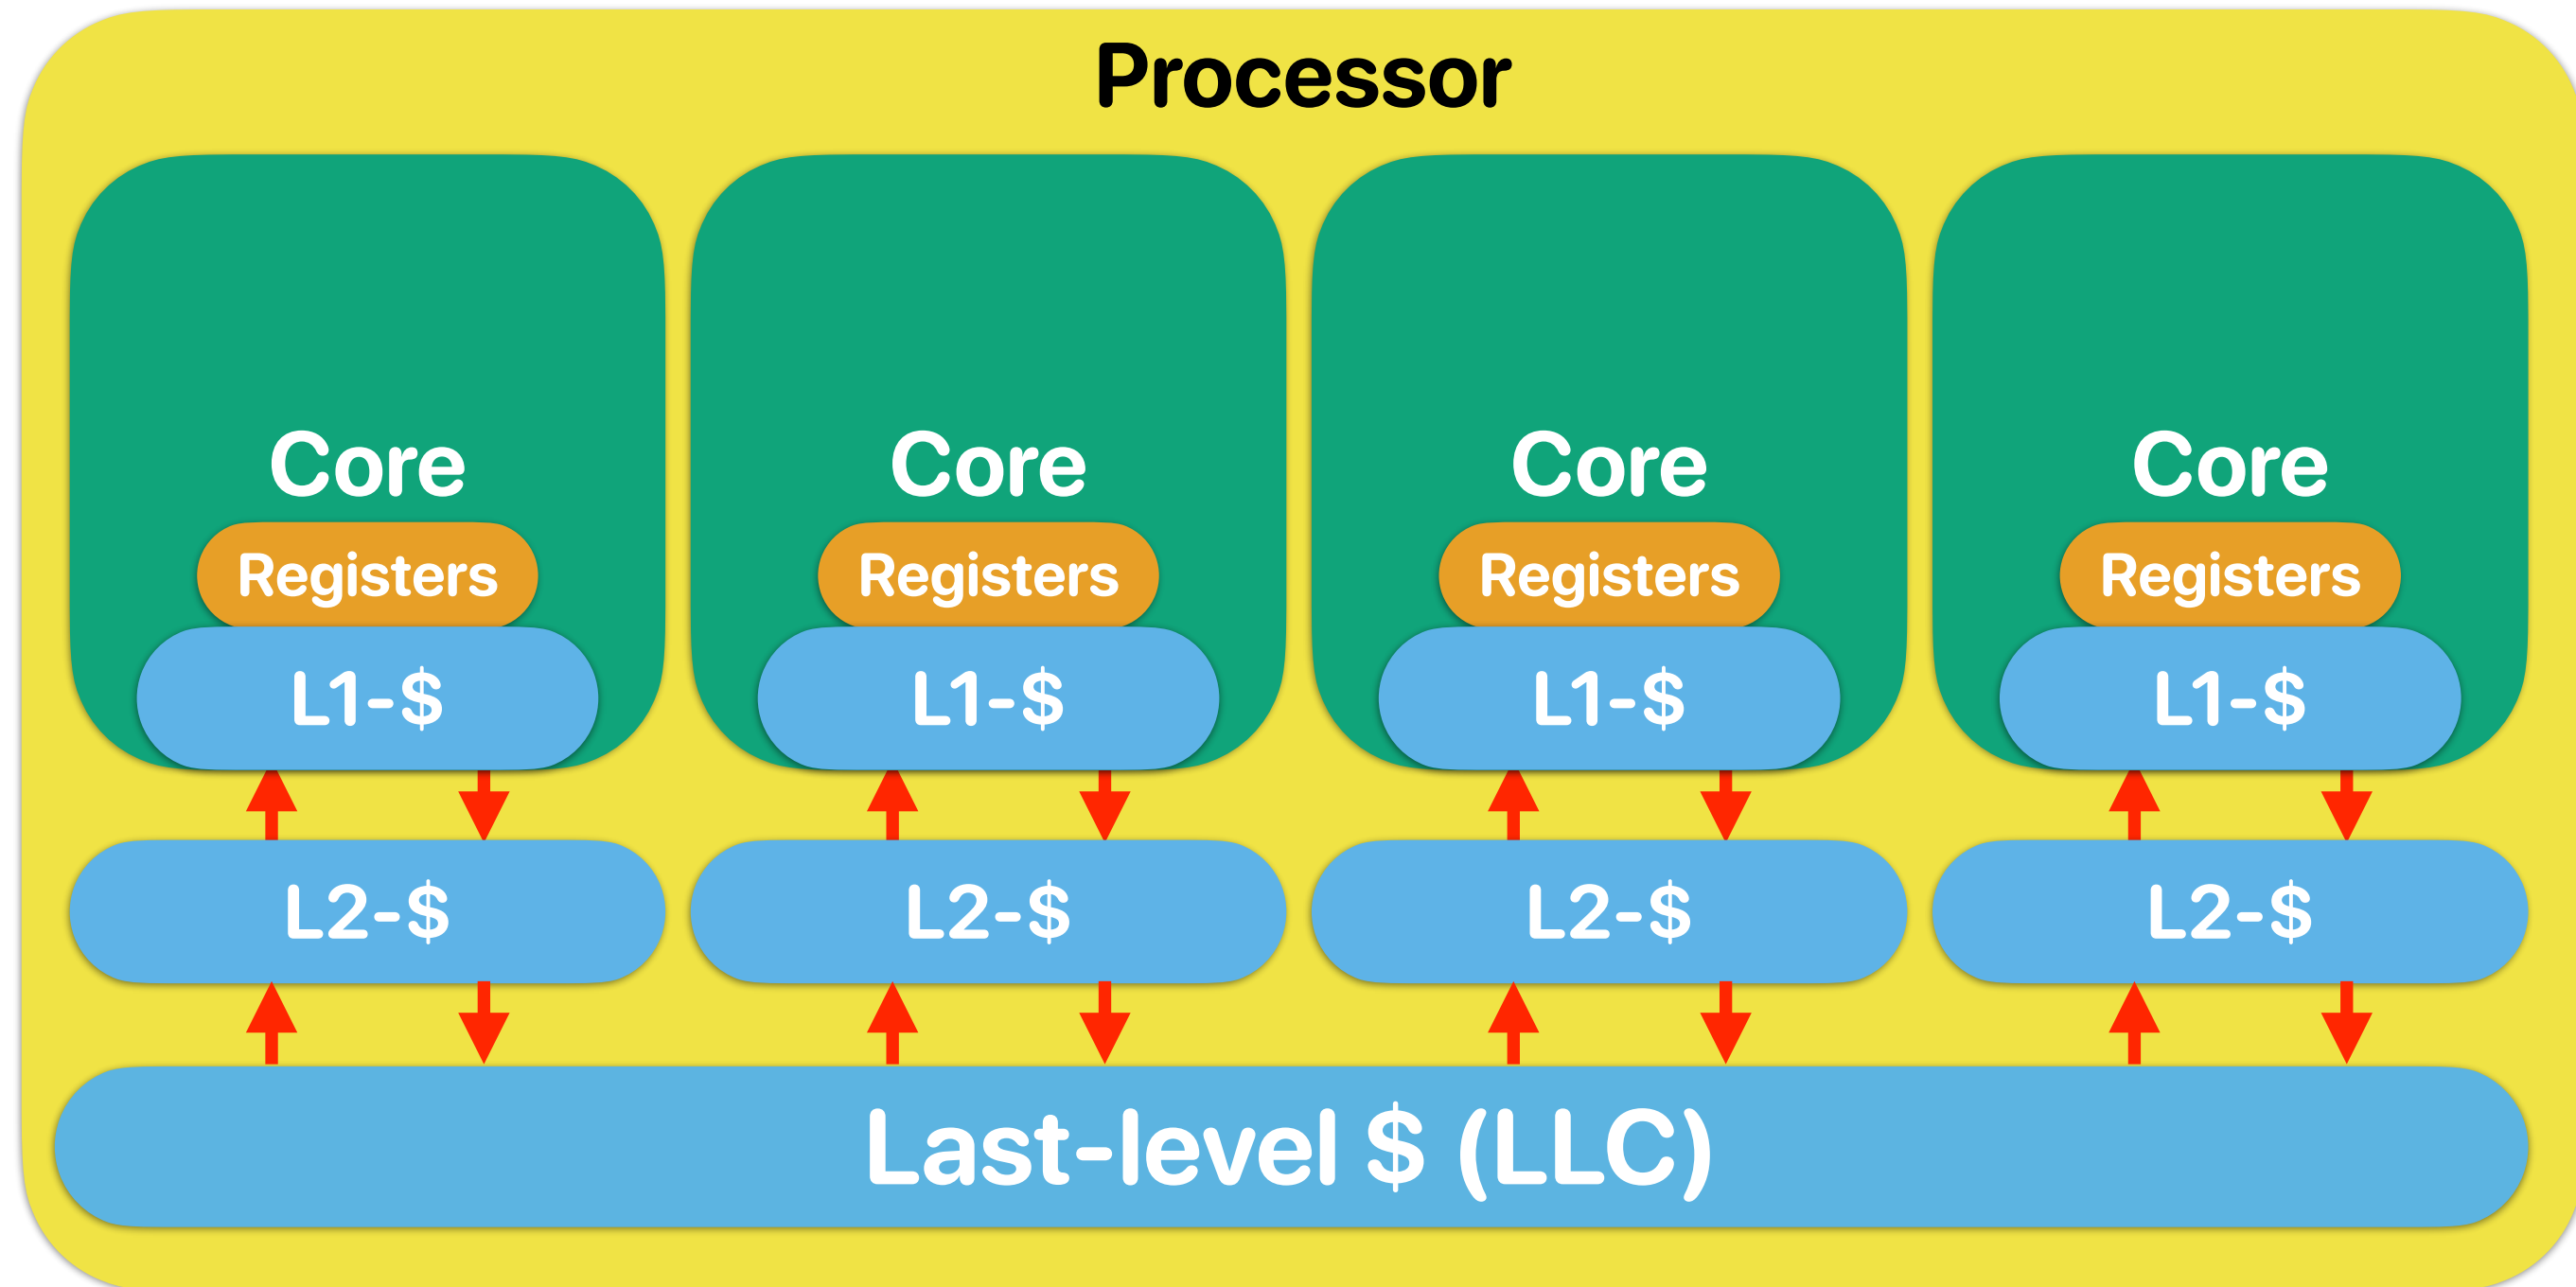 Processor
Core Core Core Core
Registers Registers Registers Registers
L1-$ L1-$ L1-$ L1-$
L2-$ L2-$ L2-$ L2-$
Last-level $ (LLC)